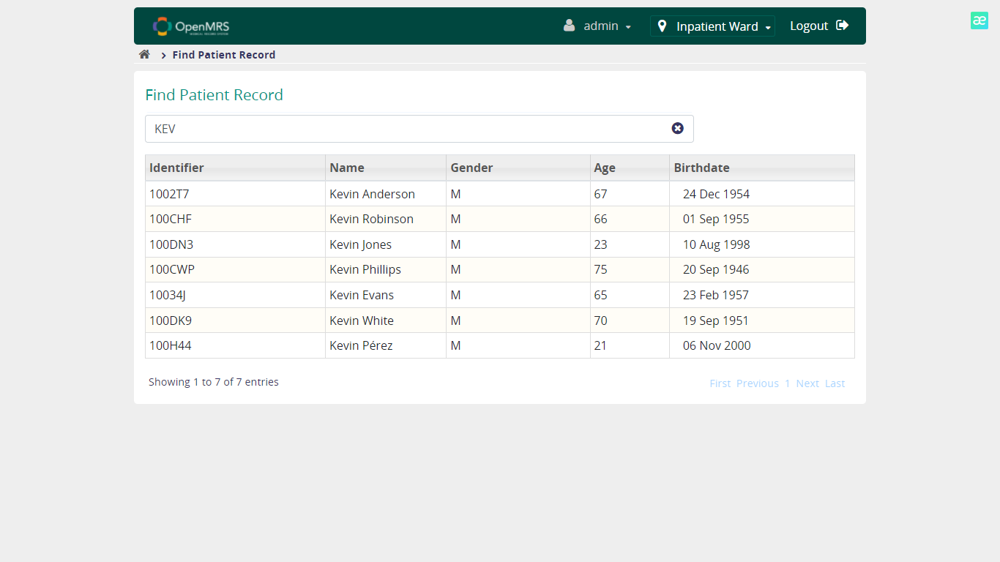 OpenMRS
admin
Inpatient Ward
Logout
æ
Find Patient Record
Find Patient Record
KEV
Identifier Name Gender Age Birthdate
1002T7 Kevin Anderson M 67 24 Dec 1954
100CHF Kevin Robinson M 66 01 Sep 1955
100DN3 Kevin Jones M 23 10 Aug 1998
100CWP Kevin Phillips M 75 20 Sep 1946
10034J Kevin Evans M 65 23 Feb 1957
100DK9 Kevin White M 70 19 Sep 1951
100H44 Kevin Pérez M 21 06 Nov 2000
Showing 1 to 7 of 7 entries
First Previous 1 Next Last